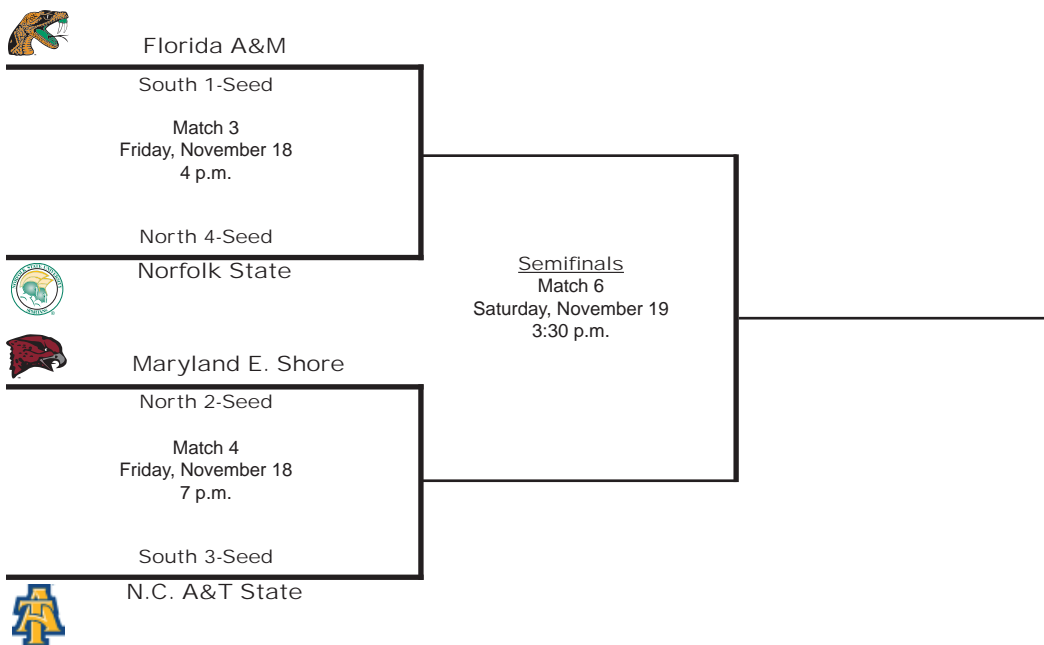 Florida A&M
South 1-Seed
Match 3
Friday, November 18
4 p.m.
North 4-Seed
Norfolk State
Maryland E. Shore
North 2-Seed
Match 4
Friday, November 18
7 p.m.
South 3-Seed
N.C. A&T State
Semifinals
Match 6
Saturday, November 19
3:30 p.m.